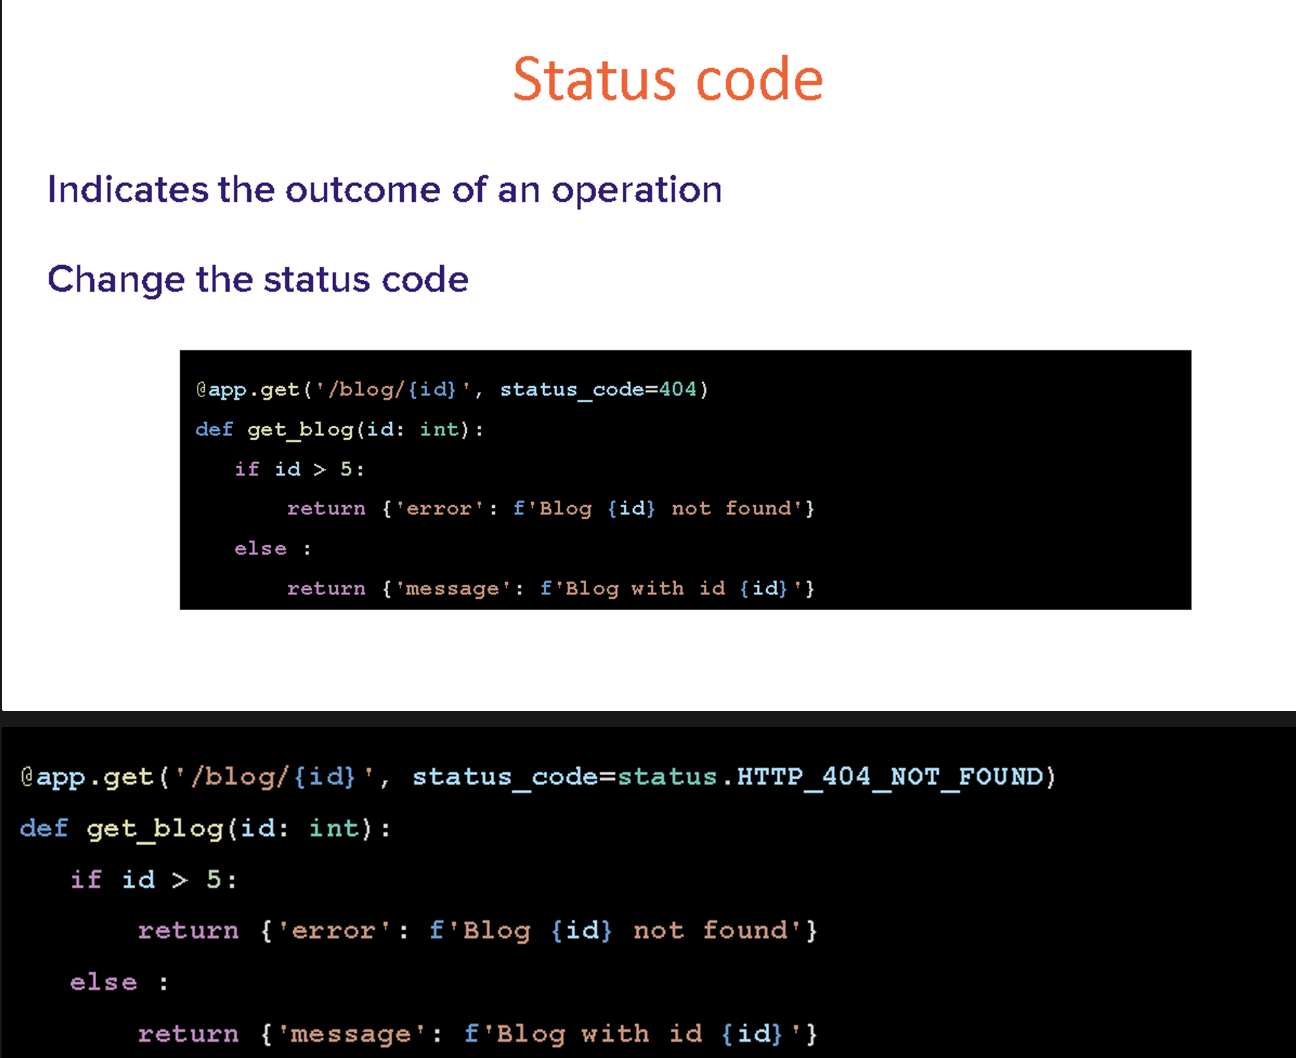 Status code
Indicates the outcome of an operation
Change the status code
@app.get('/blog/{id}', status_code=404)
def get_blog(id: int):
   if id > 5:
       return {'error': f'Blog {id} not found'}
   else :
       return {'message': f'Blog with id {id}'}
@app.get('/blog/{id}', status_code=status.HTTP_404_NOT_FOUND)
def get_blog(id: int):
   if id > 5:
       return {'error': f'Blog {id} not found'}
   else :
       return {'message': f'Blog with id {id}'}